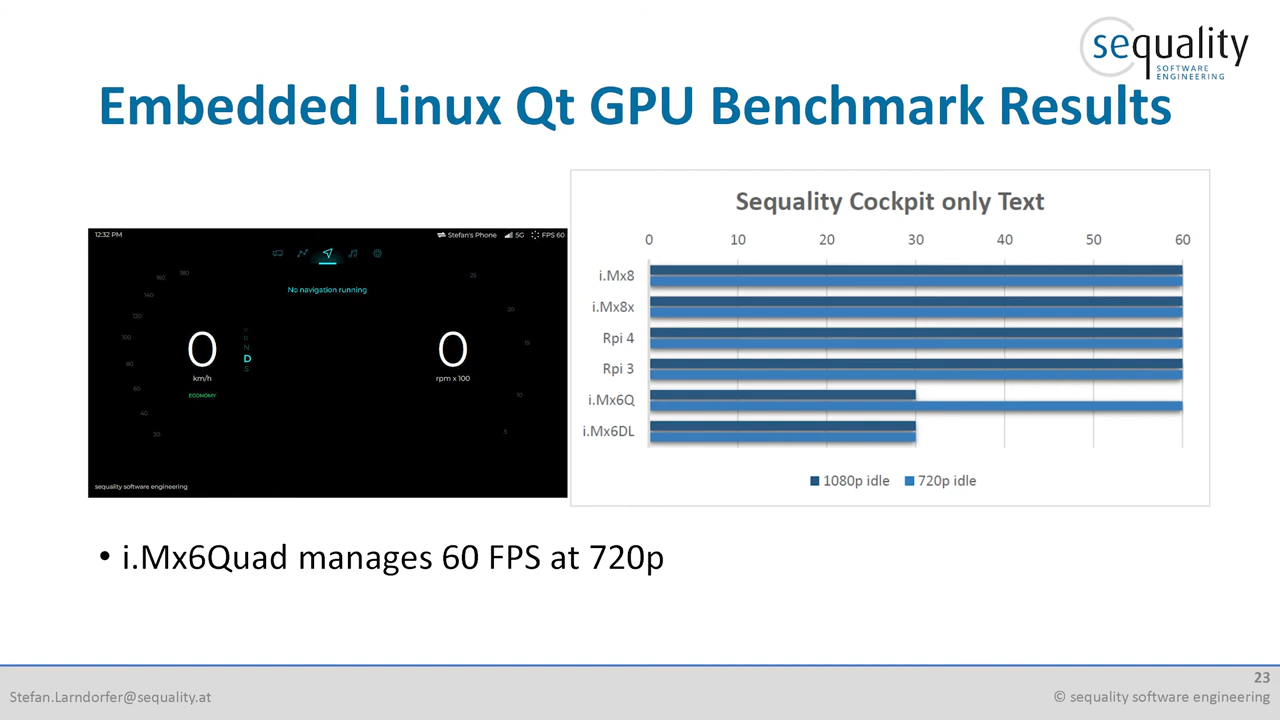 sequality
SOFTWARE
ENGINEERING
Embedded Linux Qt GPU Benchmark Results
12:32 PM
Stefan's Phone
5G
FPS 60
No navigation running
180
160
140
120
100
80
60
40
20
0
km/h
ECONOMY
N
D
S
0
rpm x 100
25
20
15
10
5
sequality software engineering
Sequality Cockpit only Text
0 10 20 30 40 50 60
i.Mx8
i.Mx8x
Rpi 4
Rpi 3
i.Mx6Q
i.Mx6DL
1080p idle 720p idle
• i.Mx6Quad manages 60 FPS at 720p
23
Stefan.Larndorfer@sequality.at
© sequality software engineering